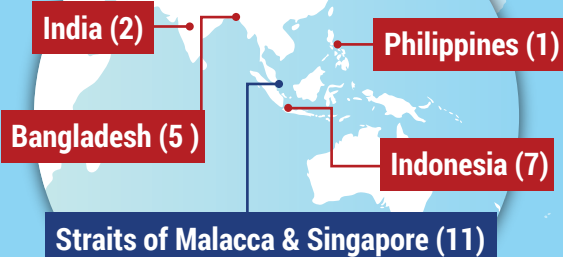 India (2)
Philippines (1)
Bangladesh (5 )
Indonesia (7)
Straits of Malacca & Singapore (11)